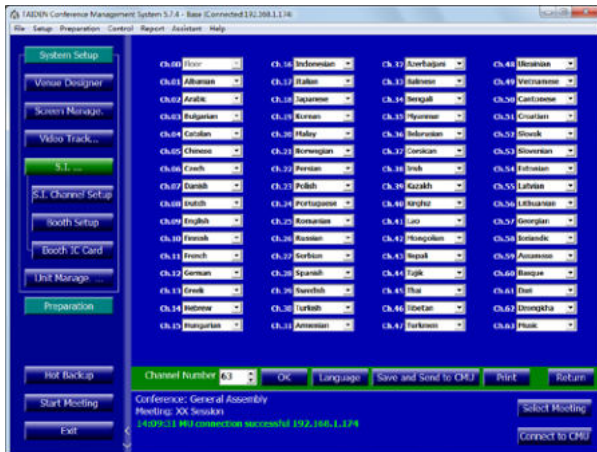 TAIDEN Conference Management System 5.7.4 - Base (Connected:192.168.1.174)
File Setup Preparation Control Report Assistant Help
System Setup
Venue Designer
Screen Manage.
Video Track...
S.I. ...
S.I. Channel Setup
Booth Setup
Booth IC Card
Unit Manage. ...
Preparation
Hot Backup
Start Meeting
Exit
Ch.00 Floor
Ch.01 Albanian
Ch.02 Arabic
Ch.03 Bulgarian
Ch.04 Catalan
Ch.05 Chinese
Ch.06 Czech
Ch.07 Danish
Ch.08 Dutch
Ch.09 English
Ch.10 Finnish
Ch.11 French
Ch.12 German
Ch.13 Greek
Ch.14 Hebrew
Ch.15 Hungarian
Ch.16 Indonesian
Ch.17 Italian
Ch.18 Japanese
Ch.19 Korean
Ch.20 Malay
Ch.21 Norwegian
Ch.22 Persian
Ch.23 Polish
Ch.24 Portuguese
Ch.25 Romanian
Ch.26 Russian
Ch.27 Serbian
Ch.28 Spanish
Ch.29 Swedish
Ch.30 Turkish
Ch.31 Armenian
Ch.32 Azerbaijani
Ch.33 Balinese
Ch.34 Bengali
Ch.35 Myanmar
Ch.36 Belorusian
Ch.37 Corsican
Ch.38 Irish
Ch.39 Kazakh
Ch.40 Kirghiz
Ch.41 Lao
Ch.42 Mongolian
Ch.43 Nepali
Ch.44 Tajik
Ch.45 Thai
Ch.46 Tibetan
Ch.47 Turkmen
Ch.48 Ukrainian
Ch.49 Vietnamese
Ch.50 Cantonese
Ch.51 Croatian
Ch.52 Slovak
Ch.53 Slovenian
Ch.54 Estonian
Ch.55 Latvian
Ch.56 Lithuanian
Ch.57 Georgian
Ch.58 Icelandic
Ch.59 Assamese
Ch.60 Basque
Ch.61 Dari
Ch.62 Dzongkha
Ch.63 Music
Channel Number 63 OK Language Save and Send to CMU Print Return
Conference: General Assembly
Meeting: XX Session
14:09:31 MU connection successful 192.168.1.174
Select Meeting
Connect to CMU